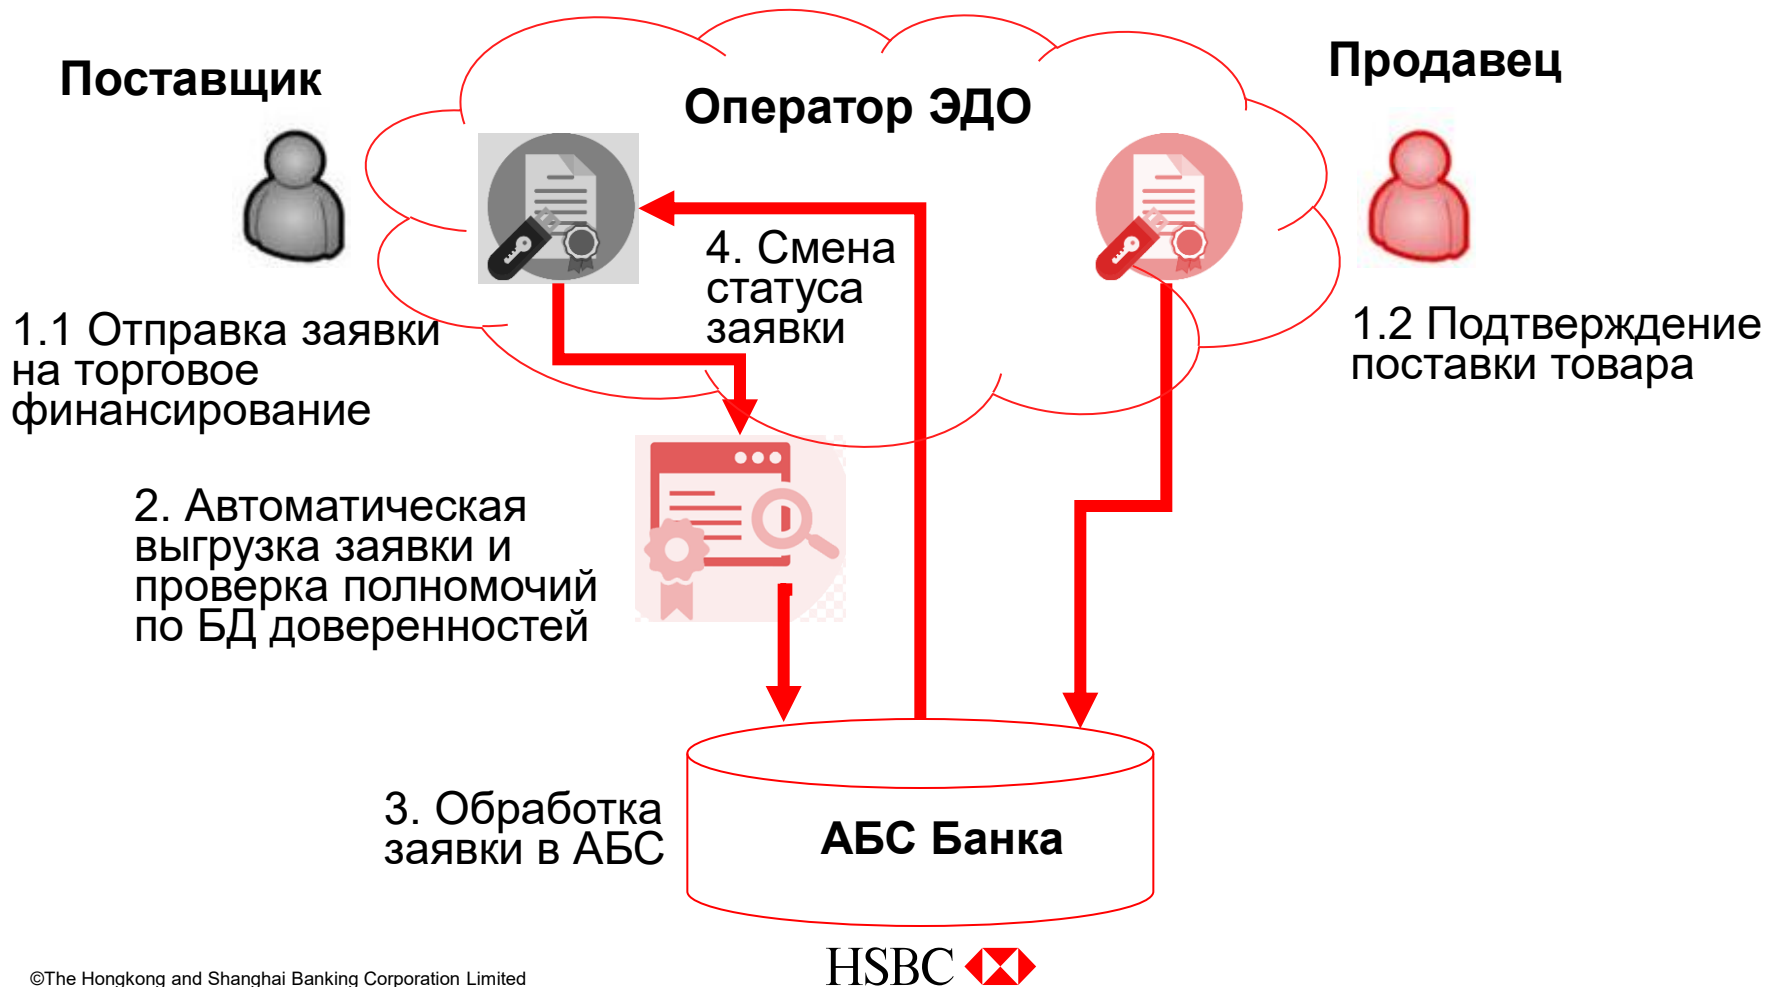 Поставщик
Оператор ЭДО
Продавец
1.1 Отправка заявки
на торговое
финансирование
4. Смена
статуса
заявки
1.2 Подтверждение
поставки товара
2. Автоматическая
выгрузка заявки и
проверка полномочий
по БД доверенностей
3. Обработка
заявки в АБС
АБС Банка
HSBC
©The Hongkong and Shanghai Banking Corporation Limited